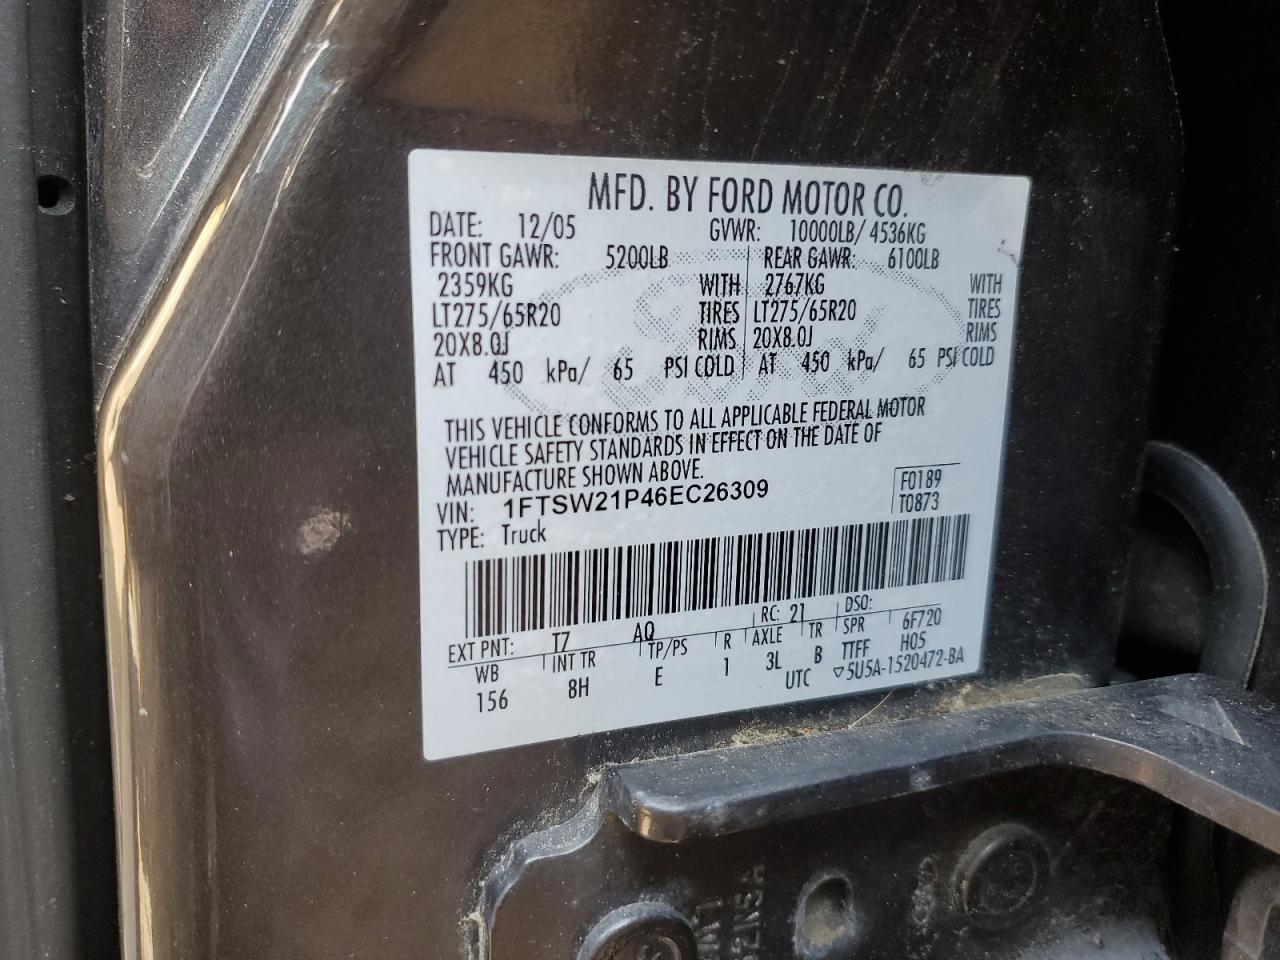 MFD. BY FORD MOTOR CO.
DATE: 12/05 GVWR: 10000LB/ 4536KG
FRONT GAWR: 5200LB REAR GAWR: 6100LB
2359KG WITH 2767KG WITH
LT275/65R20 TIRES LT275/65R20 TIRES
20X8.0J RIMS 20X8.0J RIMS
AT 450 kPa/ 65 PSI COLD AT 450 kPa/ 65 PSI COLD
THIS VEHICLE CONFORMS TO ALL APPLICABLE FEDERAL MOTOR
VEHICLE SAFETY STANDARDS IN EFFECT ON THE DATE OF
MANUFACTURE SHOWN ABOVE.
F0189
VIN: 1FTSW21P46EC26309
T0873
TYPE: Truck
EXT PNT: T7 AQ RC: 21 DSO:
WB INT TR TP/PS R AXLE TR SPR 6F720
156 8H E 1 3L B TTFF H05
UTC ▽5U5A-1520472-BA